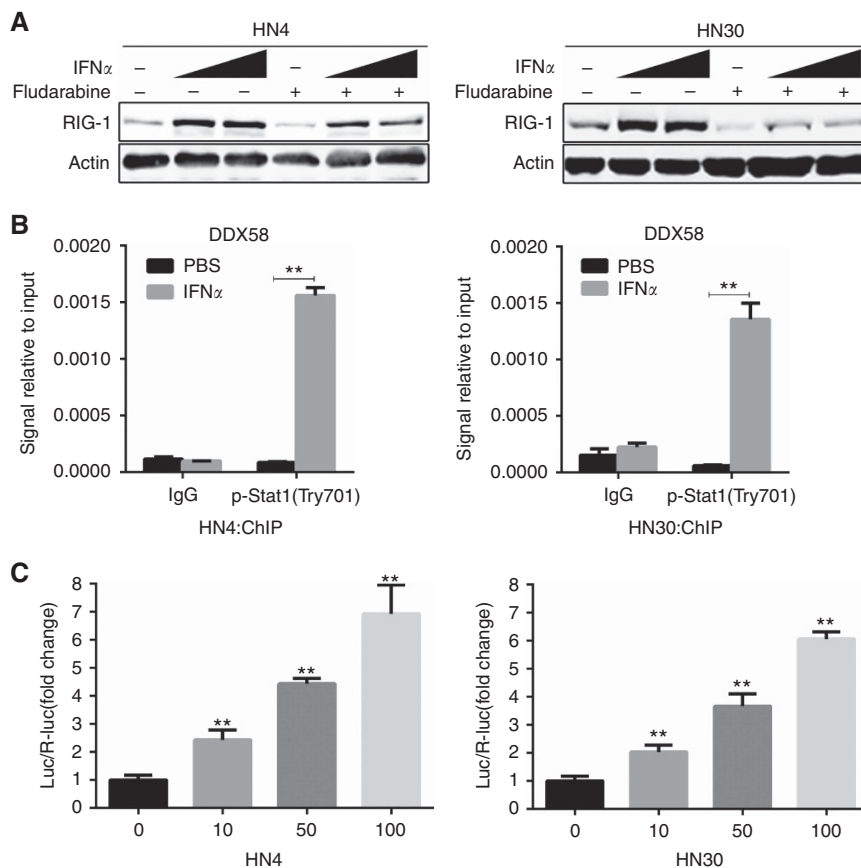 A
HN4
IFNα – –
Fludarabine – – – + + +
RIG-1
Actin
HN30
IFNα – –
Fludarabine – – – + + +
RIG-1
Actin
B
DDX58
PBS
IFNα
**
Signal relative to input
0.0020
0.0015
0.0010
0.0005
0.0000
IgG p-Stat1(Try701)
HN4:ChIP
DDX58
PBS
IFNα
**
Signal relative to input
0.0020
0.0015
0.0010
0.0005
0.0000
IgG p-Stat1(Try701)
HN30:ChIP
C
Luc/R-luc(fold change)
8
7
6
5
4
3
2
1
0
** ** **
0 10 50 100
HN4
Luc/R-luc(fold change)
8
7
6
5
4
3
2
1
0
** ** **
0 10 50 100
HN30